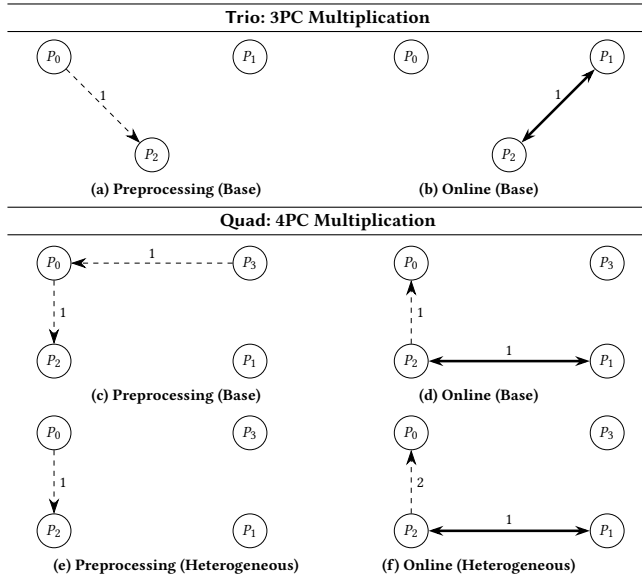 Trio: 3PC Multiplication
P0 P1 P0 P1
1 1
P2 P2
(a) Preprocessing (Base) (b) Online (Base)
Quad: 4PC Multiplication
P0 1 P3 P0 P3
1 1
P2 P1 P2 1 P1
(c) Preprocessing (Base) (d) Online (Base)
P0 P3 P0 P3
1 2
P2 P1 P2 1 P1
(e) Preprocessing (Heterogeneous) (f) Online (Heterogeneous)